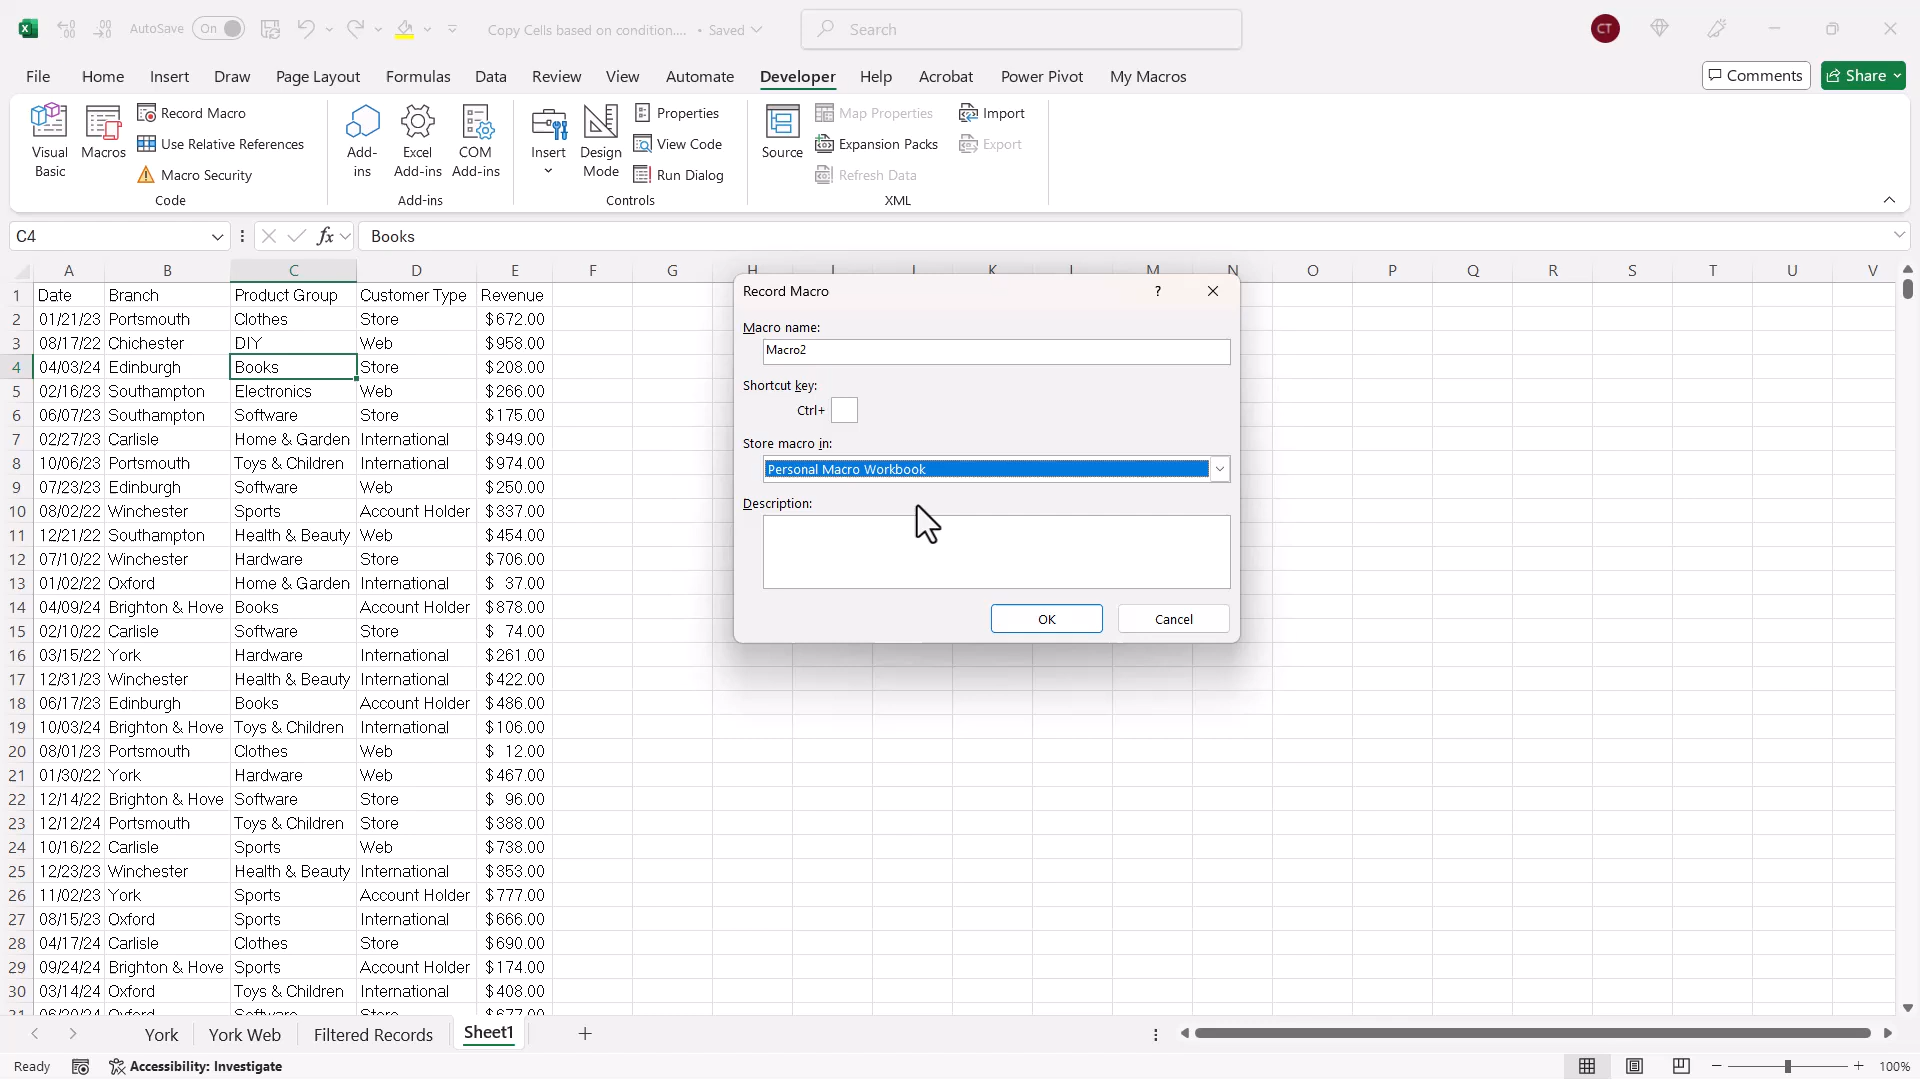 AutoSave On Copy Cells based on condition.... • Saved Search CT
File Home Insert Draw Page Layout Formulas Data Review View Automate Developer Help Acrobat Power Pivot My Macros Comments Share
Visual Basic
Macros
Record Macro
Use Relative References
Macro Security
Code
Add-ins
Excel Add-ins
COM Add-ins
Add-ins
Insert
Design Mode
Properties
View Code
Run Dialog
Controls
Source
Map Properties
Expansion Packs
Refresh Data
Import
Export
XML
C4 fx Books
A B C D E F G H I J K L M N O P Q R S T U V
1 Date Branch Product Group Customer Type Revenue
2 01/21/23 Portsmouth Clothes Store $672.00
3 08/17/22 Chichester DIY Web $958.00
4 04/03/24 Edinburgh Books Store $208.00
5 02/16/23 Southampton Electronics Web $266.00
6 06/07/23 Southampton Software Store $175.00
7 02/27/23 Carlisle Home & Garden International $949.00
8 10/06/23 Portsmouth Toys & Children International $974.00
9 07/23/23 Edinburgh Software Web $250.00
10 08/02/22 Winchester Sports Account Holder $337.00
11 12/21/22 Southampton Health & Beauty Web $454.00
12 07/10/22 Winchester Hardware Store $706.00
13 01/02/22 Oxford Home & Garden International $ 37.00
14 04/09/24 Brighton & Hove Books Account Holder $878.00
15 02/10/22 Carlisle Software Store $ 74.00
16 03/15/22 York Hardware International $261.00
17 12/31/23 Winchester Health & Beauty International $422.00
18 06/17/23 Edinburgh Books Account Holder $486.00
19 10/03/24 Brighton & Hove Toys & Children International $106.00
20 08/01/23 Portsmouth Clothes Web $ 12.00
21 01/30/22 York Hardware Web $467.00
22 12/14/22 Brighton & Hove Software Store $ 96.00
23 12/12/24 Portsmouth Toys & Children Store $388.00
24 10/16/22 Carlisle Sports Web $738.00
25 12/23/23 Winchester Health & Beauty International $353.00
26 11/02/23 York Sports Account Holder $777.00
27 08/15/23 Oxford Sports International $666.00
28 04/17/24 Carlisle Clothes Store $690.00
29 09/24/24 Brighton & Hove Sports Account Holder $174.00
30 03/14/24 Oxford Toys & Children International $408.00
Record Macro ?
Macro name:
Macro2
Shortcut key:
Ctrl+
Store macro in:
Personal Macro Workbook
Description:
OK Cancel
York York Web Filtered Records Sheet1
Ready Accessibility: Investigate 100%